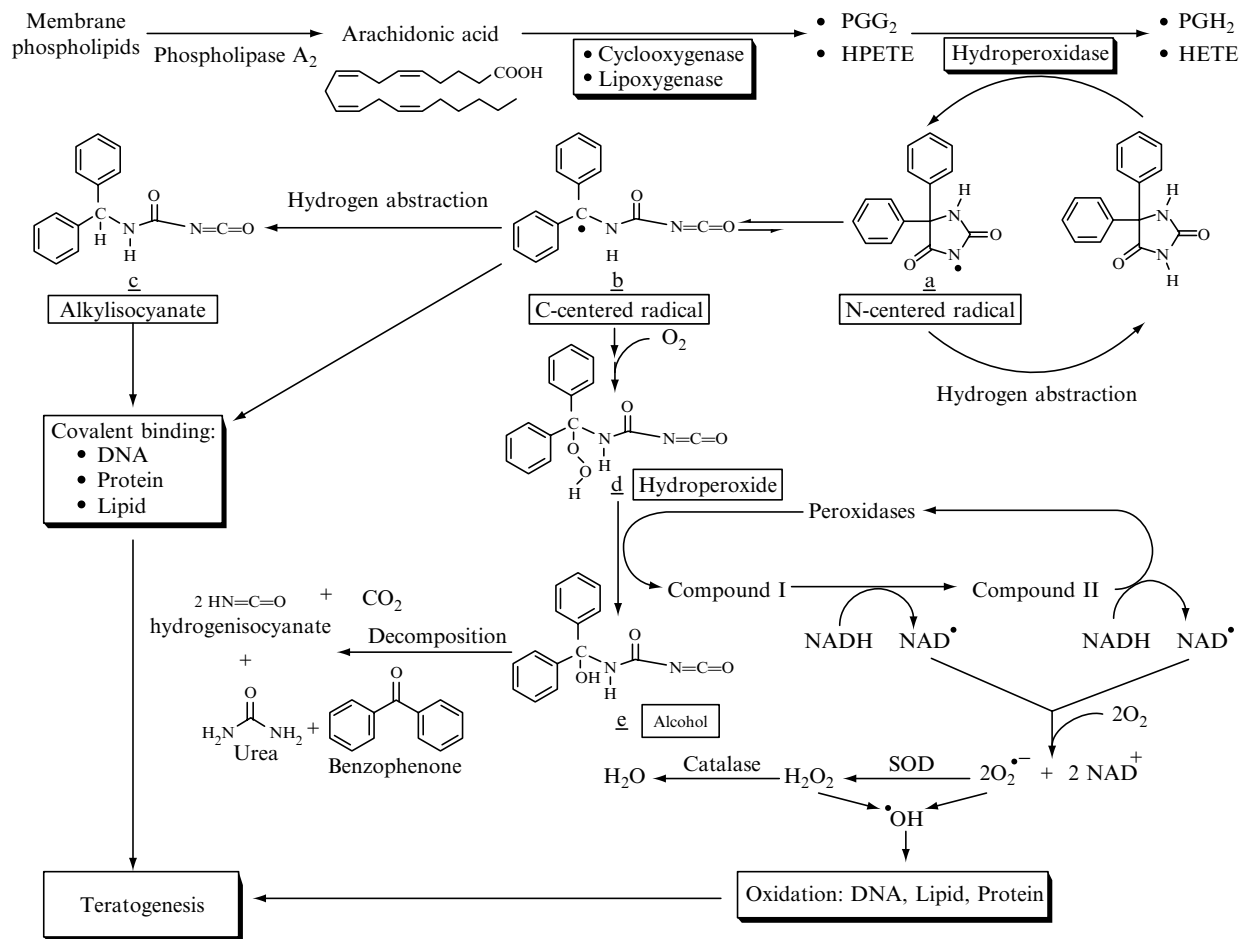 Membrane
phospholipids
Phospholipase A2
Arachidonic acid
COOH
• Cyclooxygenase
• Lipoxygenase
• PGG2
• HPETE
Hydroperoxidase
• PGH2
• HETE
C
H
N
H
O
N=C=O
c
Alkylisocyanate
Hydrogen abstraction
C
•
N
H
O
N=C=O
b
C-centered radical
H
N
O
N
•
O
a
N-centered radical
H
N
O
N
H
O
Hydrogen abstraction
O2
C
O
O
H
N
H
O
N=C=O
d
Hydroperoxide
Covalent binding:
• DNA
• Protein
• Lipid
Peroxidases
Compound I
Compound II
NADH
NAD•
NADH
NAD•
2 HN=C=O + CO2
hydrogenisocyanate
+
O
H2N NH2
Urea
+
O
Benzophenone
Decomposition
C
OH
N
H
O
N=C=O
e
Alcohol
2O2
H2O
Catalase
H2O2
SOD
2O2•− + 2 NAD+
•OH
Oxidation: DNA, Lipid, Protein
Teratogenesis